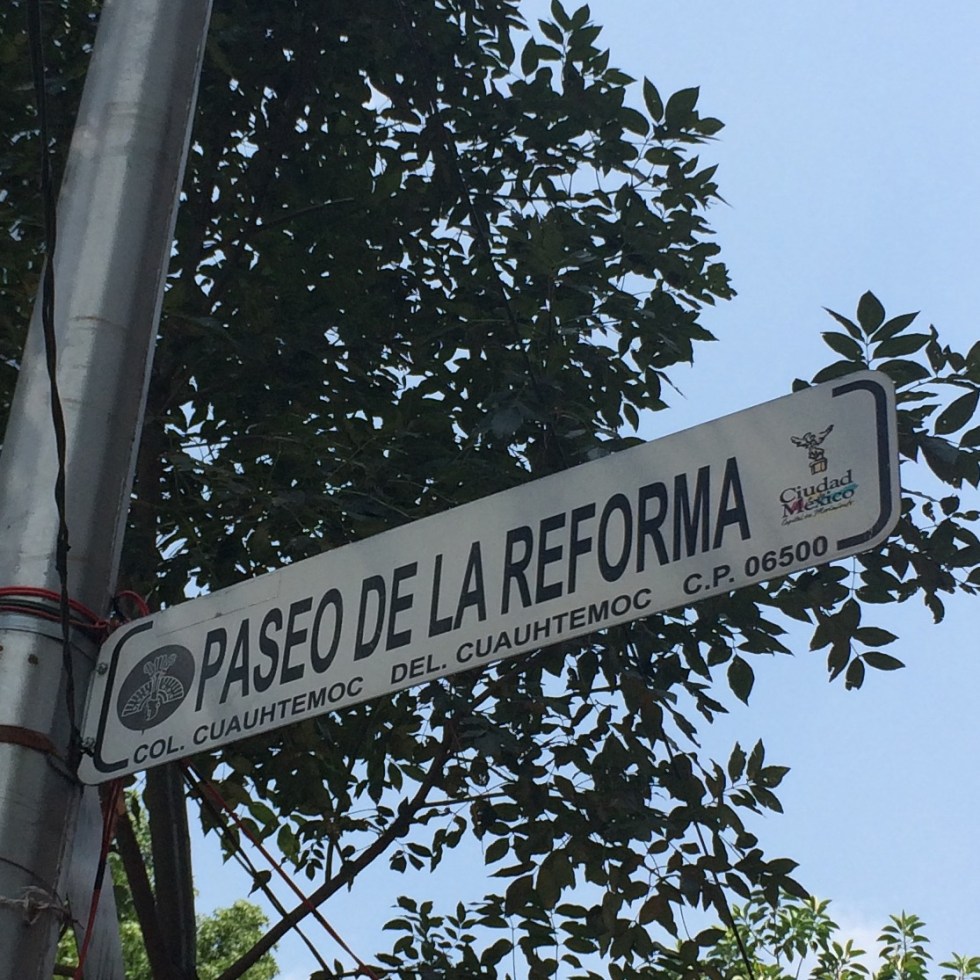 PASEO DE LA REFORMA
COL. CUAUHTEMOC DEL. CUAUHTEMOC C.P. 06500
Ciudad
México